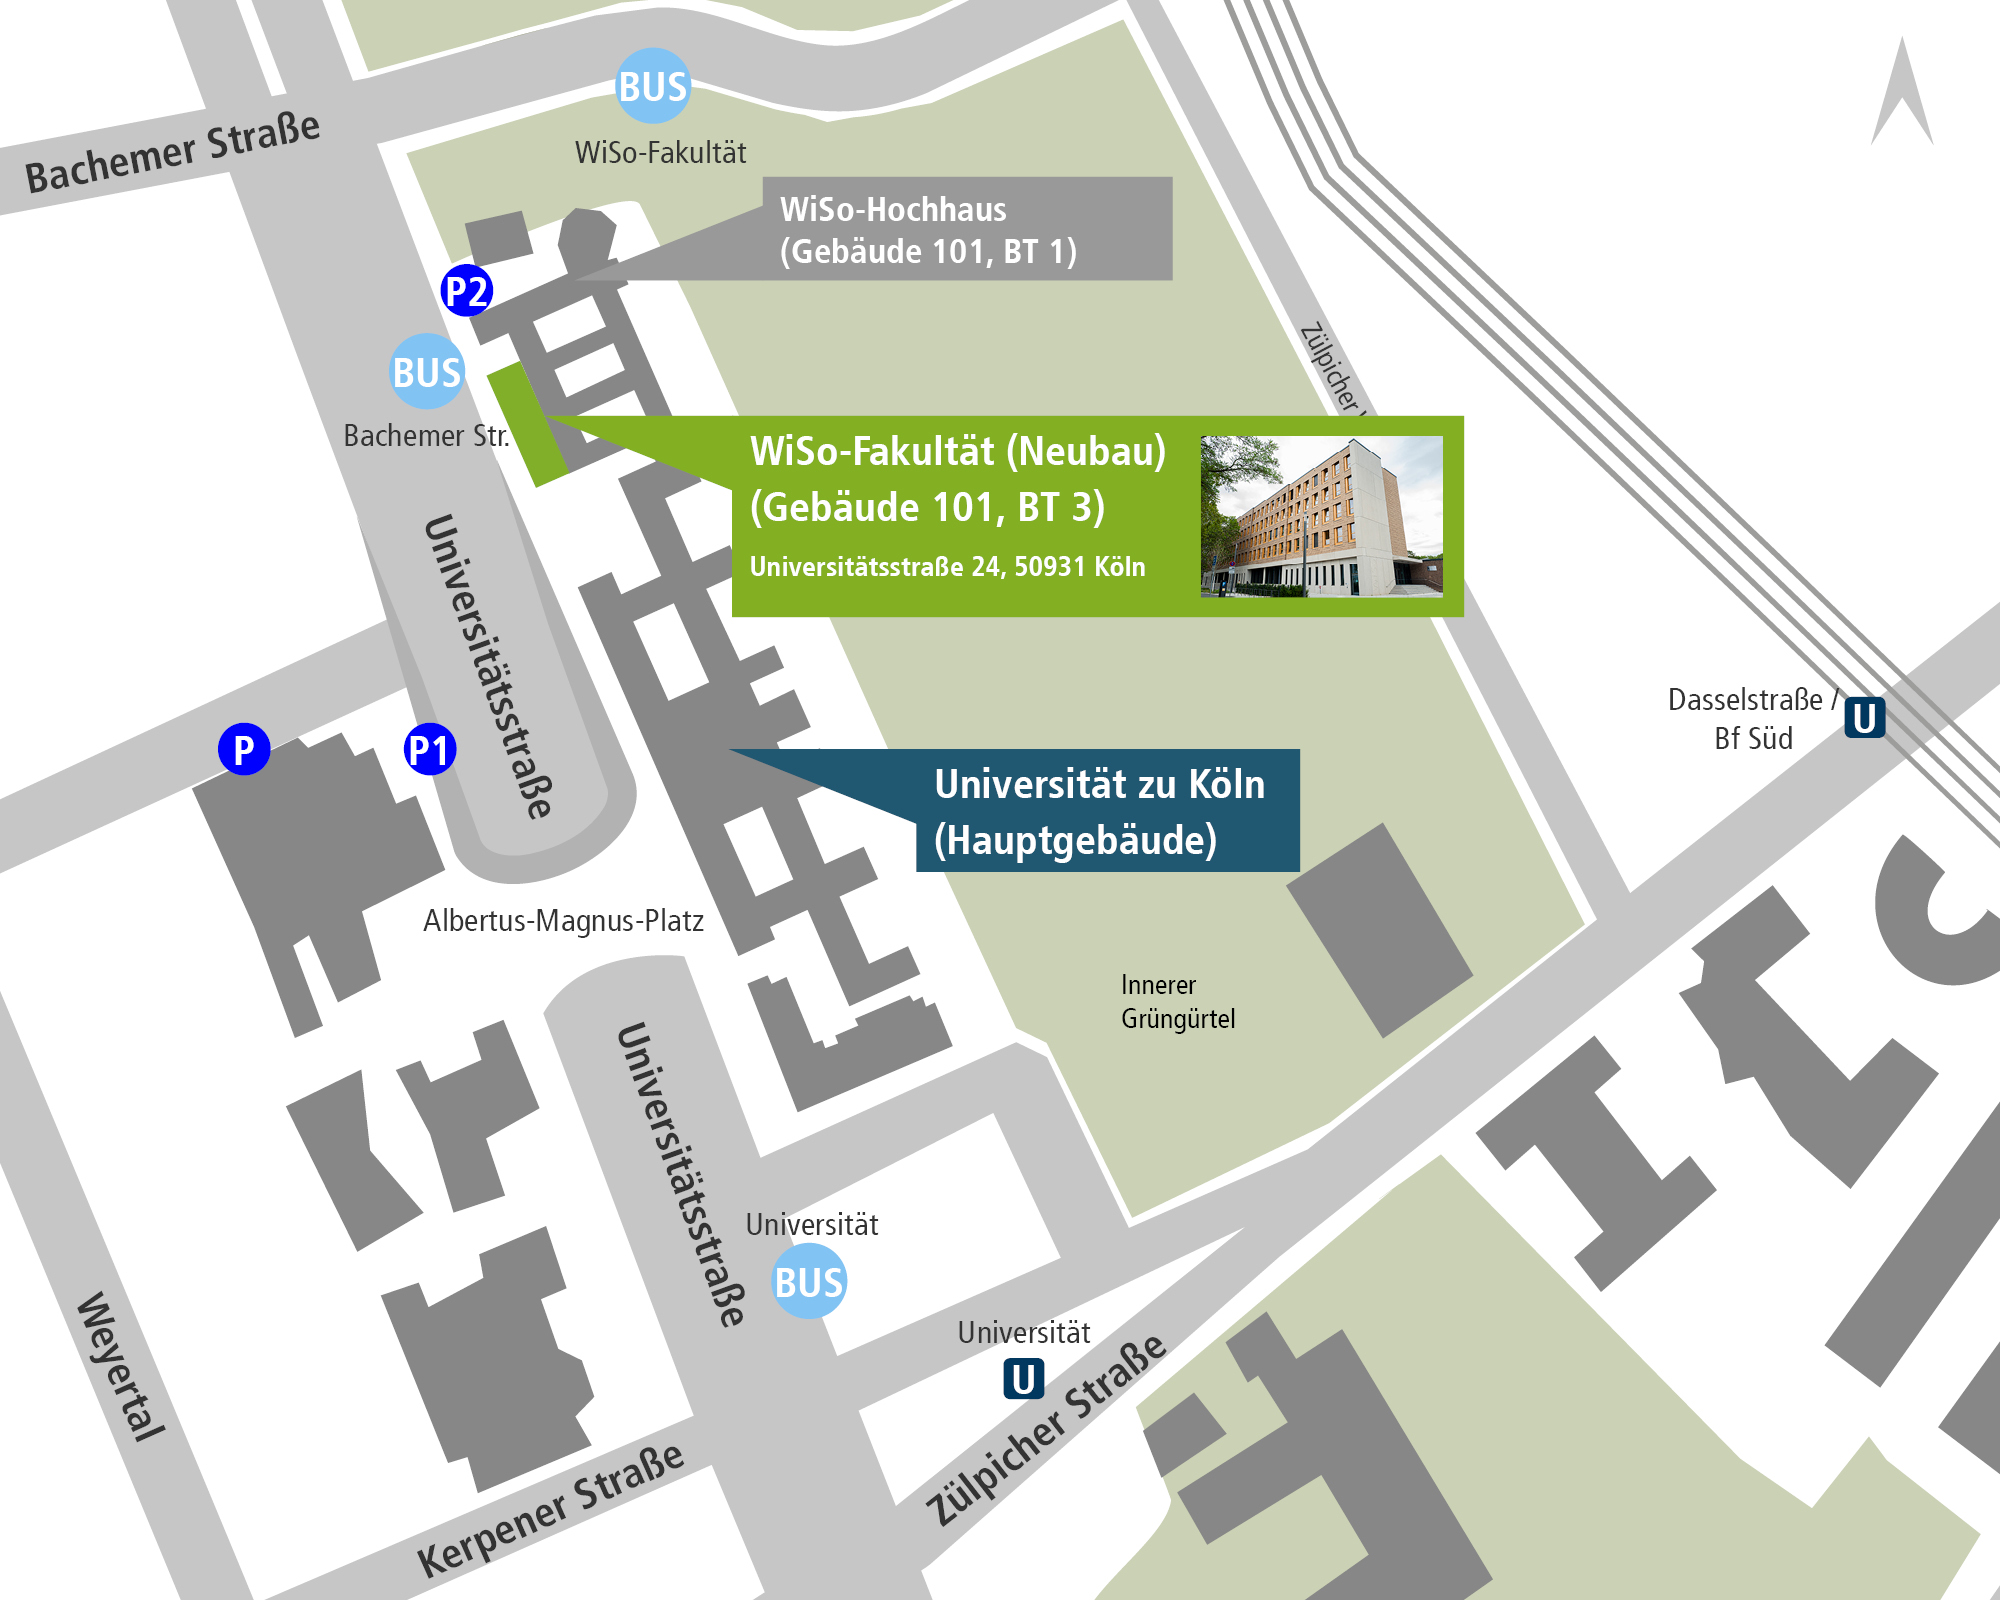 BUS
Bachemer Straße
WiSo-Fakultät
WiSo-Hochhaus
(Gebäude 101, BT 1)
P2
BUS
Bachemer Str.
Zülpicher
WiSo-Fakultät (Neubau)
(Gebäude 101, BT 3)
Universitätsstraße 24, 50931 Köln
Universitätsstraße
Dasselstraße /
Bf Süd
U
P
P1
Universität zu Köln
(Hauptgebäude)
Albertus-Magnus-Platz
Innerer
Grüngürtel
Universitätsstraße
Universität
BUS
Universität
U
Weyertal
Zülpicher Straße
Kerpener Straße